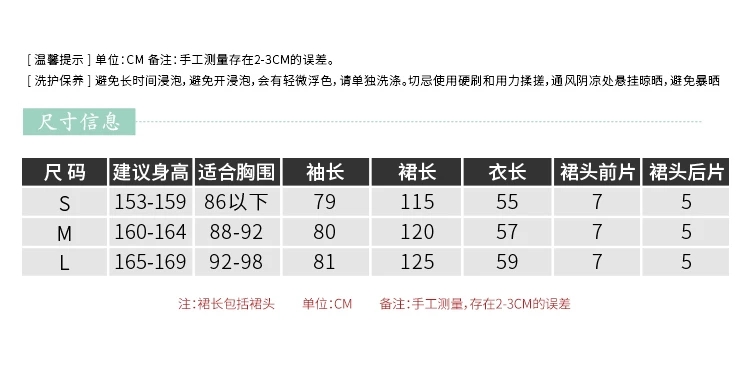 [ 温馨提示 ] 单位：CM 备注：手工测量存在2-3CM的误差。
[ 洗护保养 ] 避免长时间浸泡，避免开浸泡，会有轻微浮色，请单独洗涤。切忌使用硬刷和用力揉搓，通风阴凉处悬挂晾晒，避免暴晒
尺寸信息
尺 码 建议身高 适合胸围 袖长 裙长 衣长 裙头前片 裙头后片
S 153-159 86以下 79 115 55 7 5
M 160-164 88-92 80 120 57 7 5
L 165-169 92-98 81 125 59 7 5
注：裙长包括裙头 单位：CM 备注：手工测量，存在2-3CM的误差